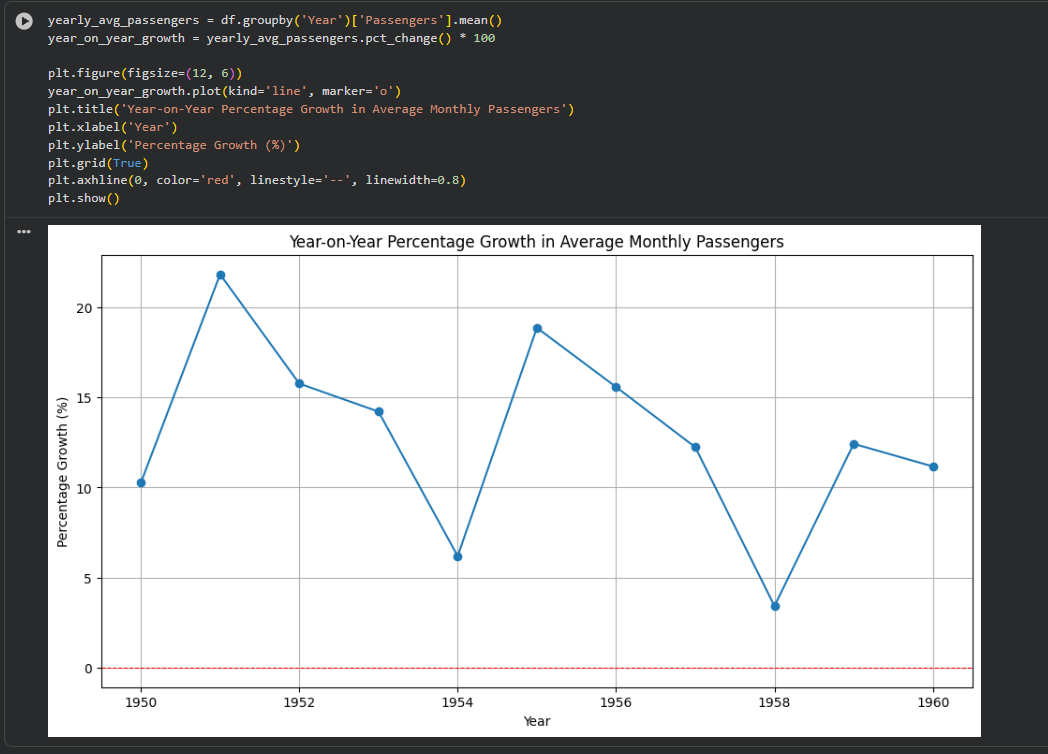 yearly_avg_passengers = df.groupby('Year')['Passengers'].mean()
year_on_year_growth = yearly_avg_passengers.pct_change() * 100
plt.figure(figsize=(12, 6))
year_on_year_growth.plot(kind='line', marker='o')
plt.title('Year-on-Year Percentage Growth in Average Monthly Passengers')
plt.xlabel('Year')
plt.ylabel('Percentage Growth (%)')
plt.grid(True)
plt.axhline(0, color='red', linestyle='--', linewidth=0.8)
plt.show()
Year-on-Year Percentage Growth in Average Monthly Passengers
Percentage Growth (%)
20
15
10
5
0
1950 1952 1954 1956 1958 1960
Year